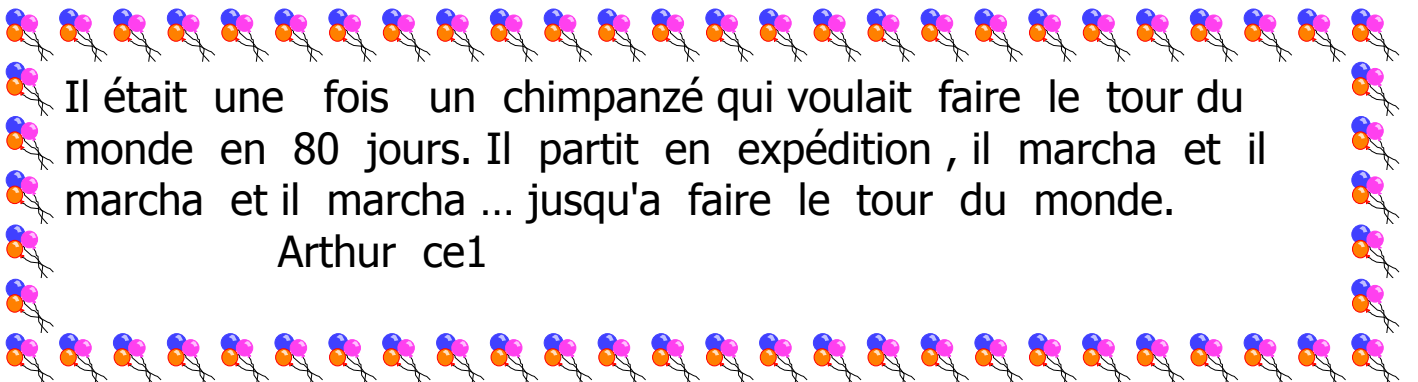 Il était une fois un chimpanzé qui voulait faire le tour du
monde en 80 jours. Il partit en expédition , il marcha et il
marcha et il marcha ... jusqu'a faire le tour du monde.
Arthur ce1